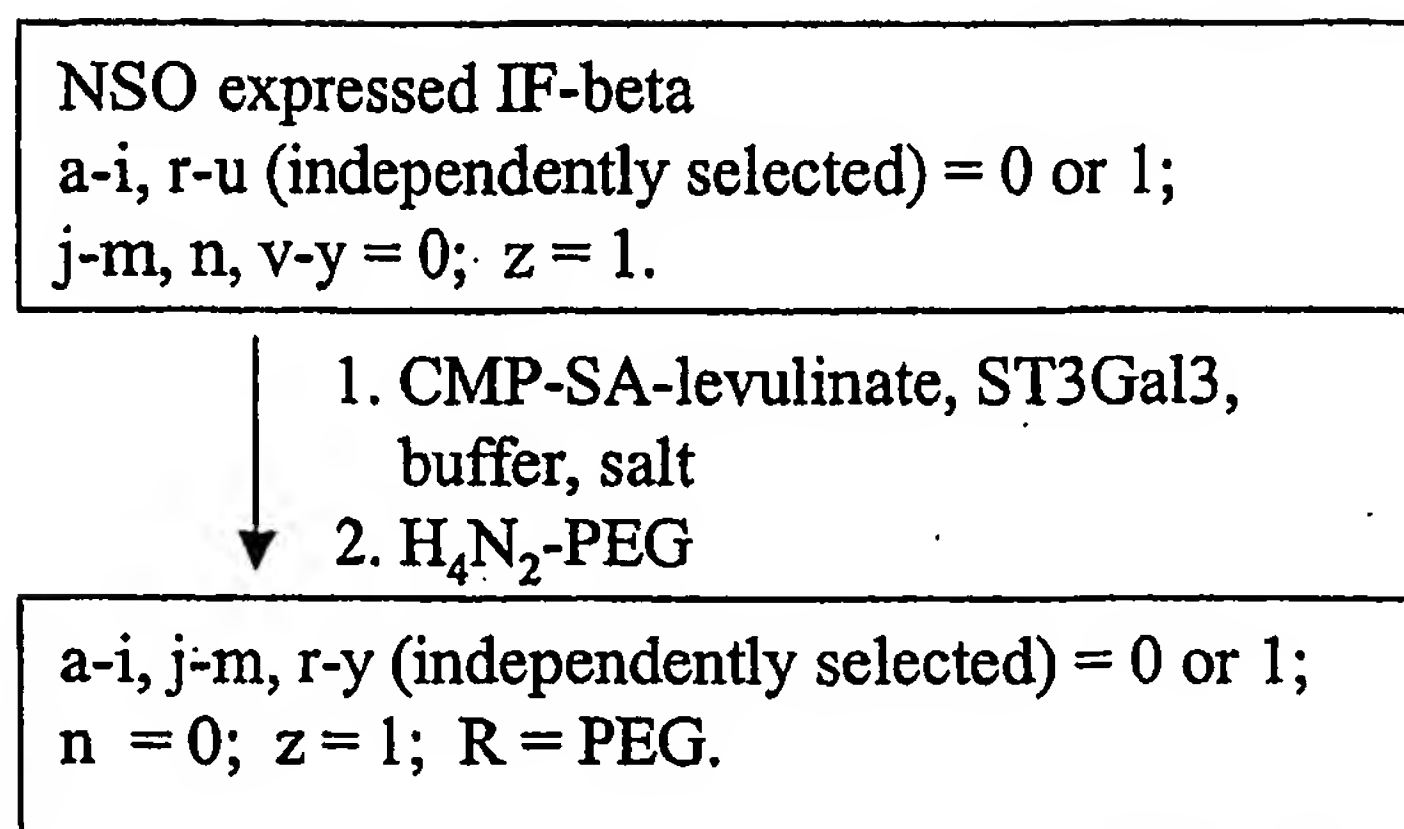 NSO expressed IF-beta
a-i, r-u (independently selected) = 0 or 1;
j-m, n, v-y = 0; z = 1.
1. CMP-SA-levulinate, ST3Gal3,
buffer, salt
2. H₄N₂-PEG
a-i, j-m, r-y (independently selected) = 0 or 1;
n = 0; z = 1; R = PEG.